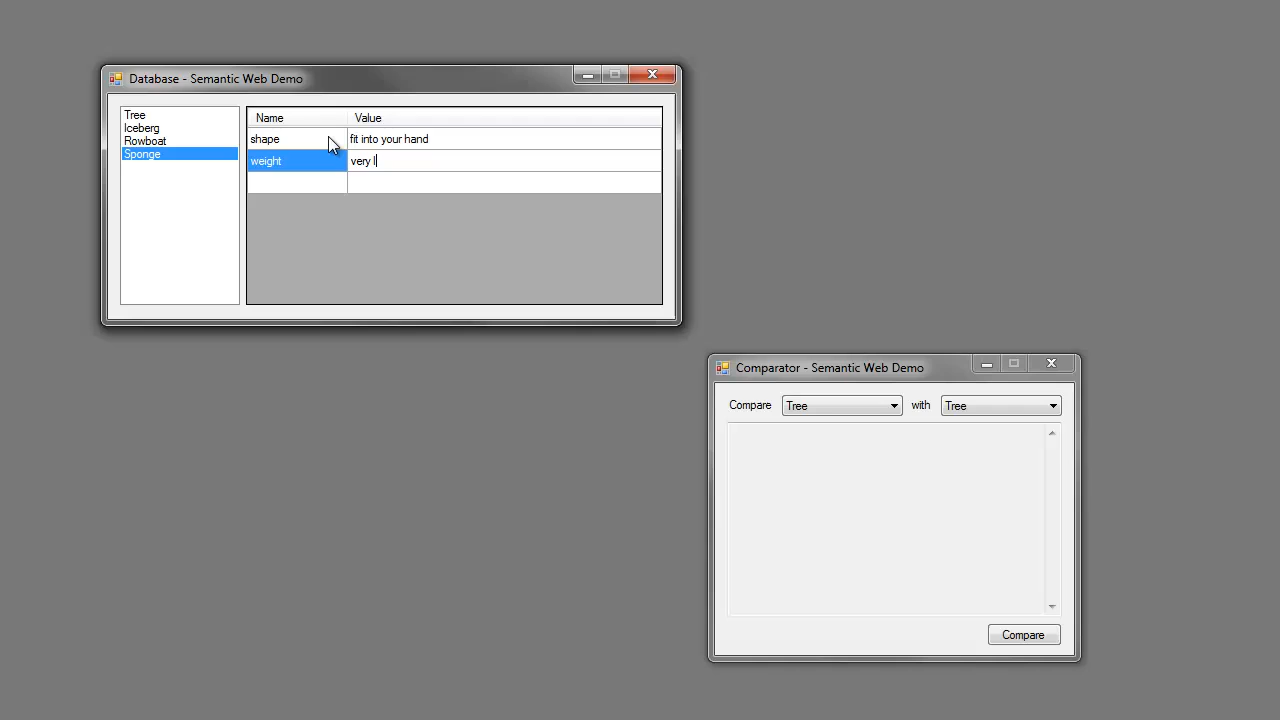 Database - Semantic Web Demo
Name Value
Tree
Iceberg
Rowboat
Sponge
shape fit into your hand
weight very l
Comparator - Semantic Web Demo
Compare Tree with Tree
Compare